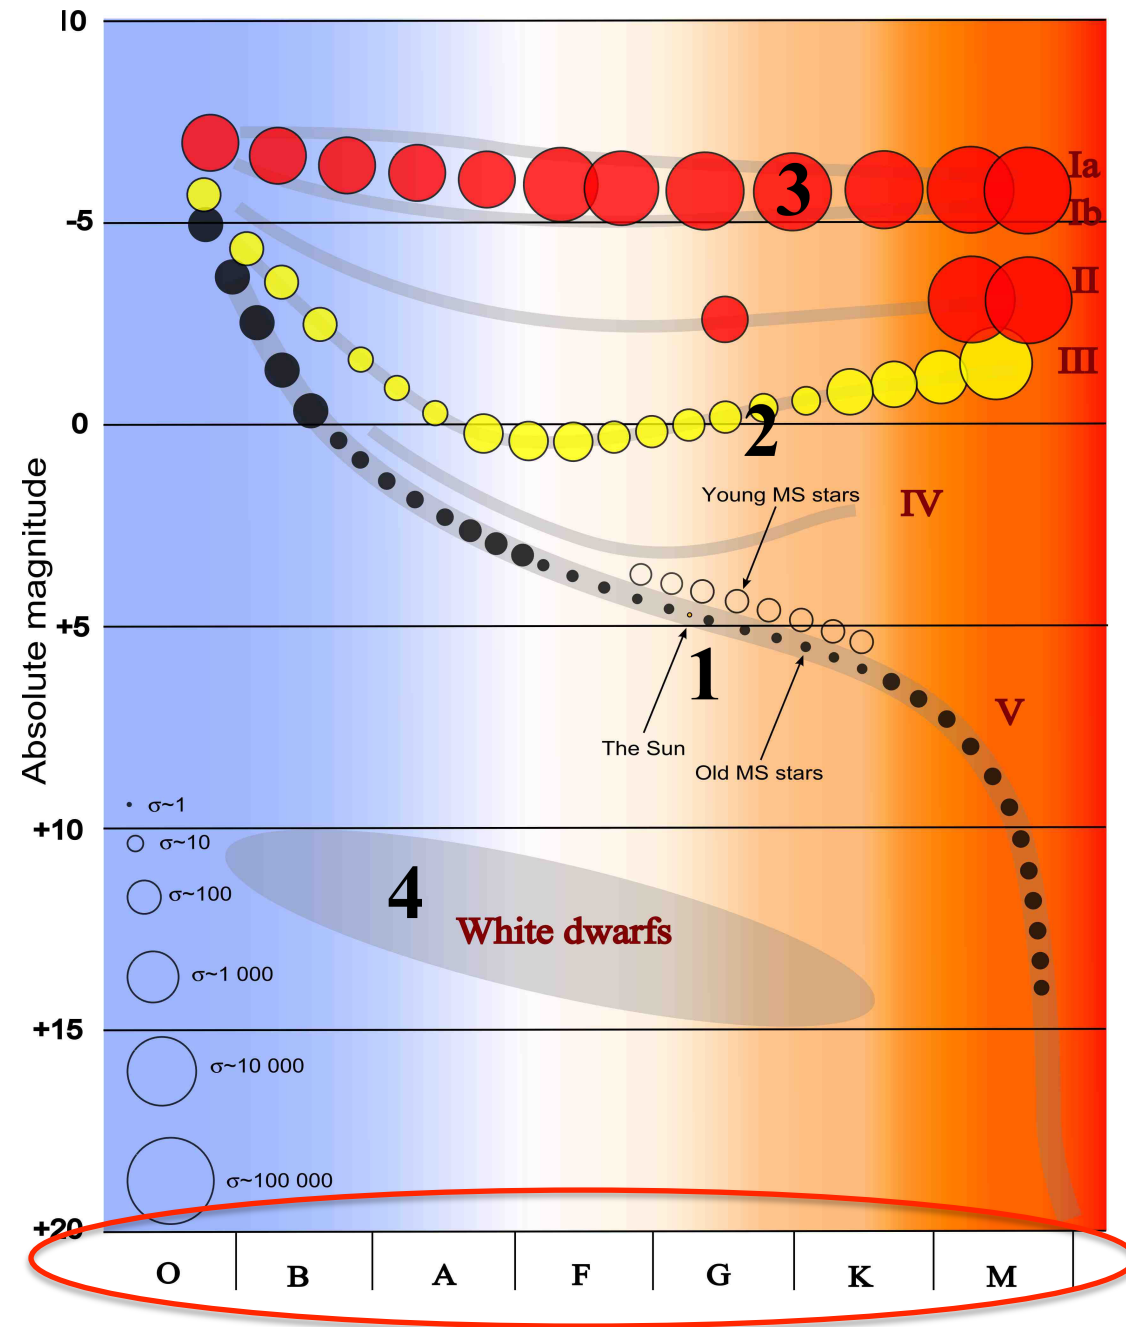 10
Ia
3
Ib
-5
II
III
0
2
Young MS stars
IV
Absolute magnitude
+5
1
V
The Sun
Old MS stars
σ~1
+10
σ~10
4
σ~100
White dwarfs
σ~1 000
+15
σ~10 000
σ~100 000
+20
O B A F G K M